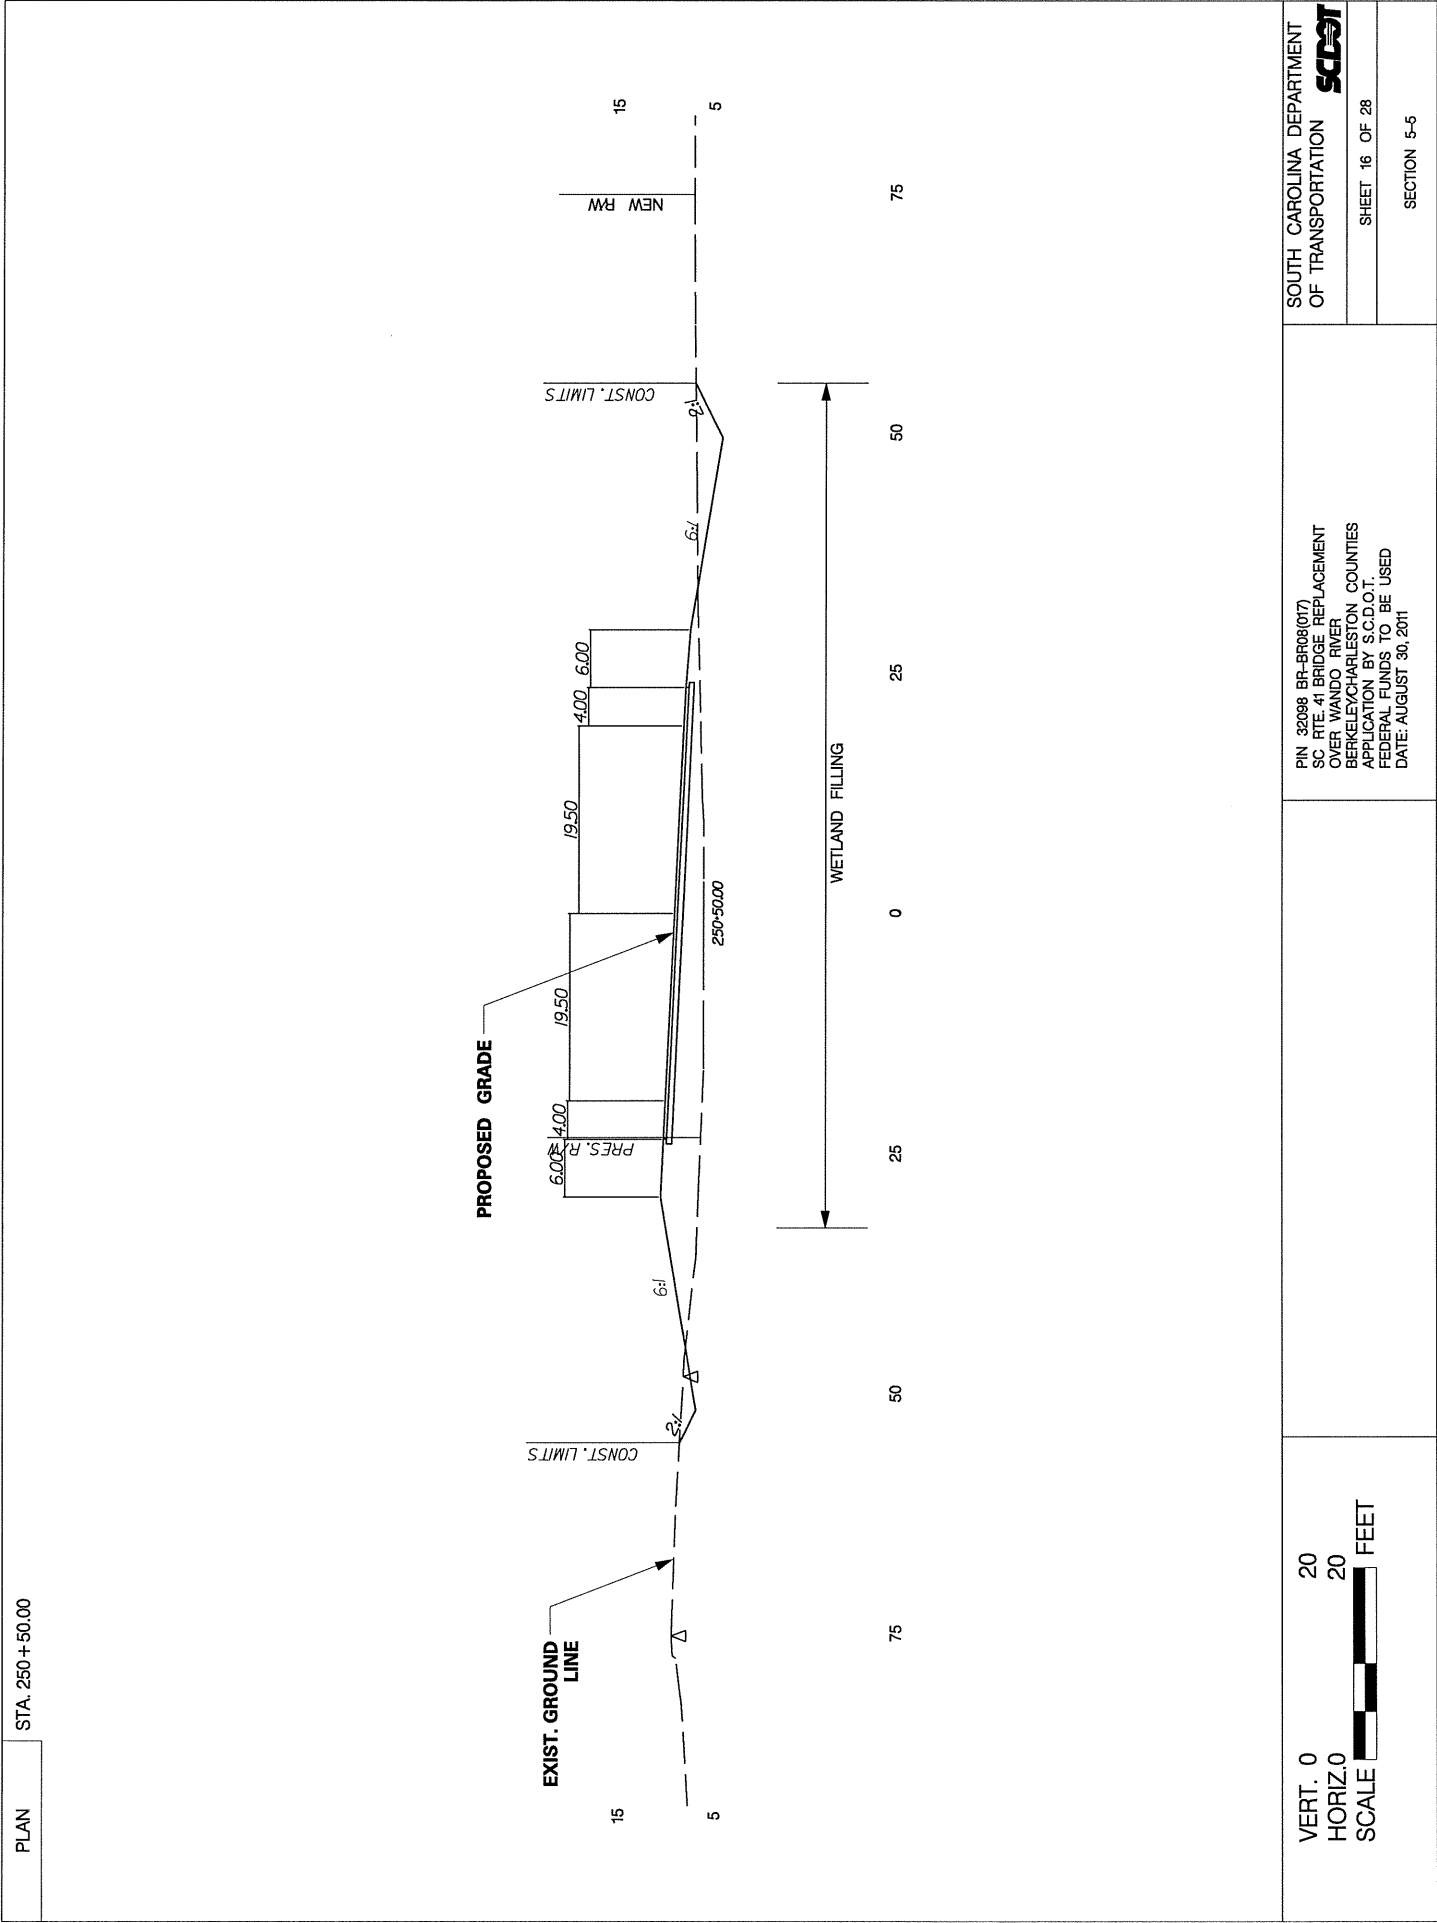 PLAN
STA. 250+50.00
PROPOSED GRADE
EXIST. GROUND
LINE
CONST. LIMITS
PRES. R/W
CONST. LIMITS
NEW R/W
6.00
4.00
19.50
19.50
4.00
6.00
2:1
6:1
6:1
2:1
15
5
15
5
250+50.00
WETLAND FILLING
75
50
25
0
25
50
75
VERT. 0 20
HORIZ. 0 20
SCALE FEET
PIN 32098 BR-BR08(017)
SC RTE. 41 BRIDGE REPLACEMENT
OVER WANDO RIVER
BERKELEY/CHARLESTON COUNTIES
APPLICATION BY S.C.D.O.T.
FEDERAL FUNDS TO BE USED
DATE: AUGUST 30, 2011
SOUTH CAROLINA DEPARTMENT
OF TRANSPORTATION
SCDOT
SHEET 16 OF 28
SECTION 5-5